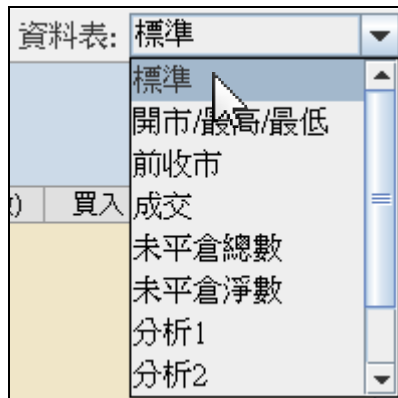 資料表: 標準
標準
開市/最高/最低
前收市
) 買入 成交
未平倉總數
未平倉淨數
分析1
分析2